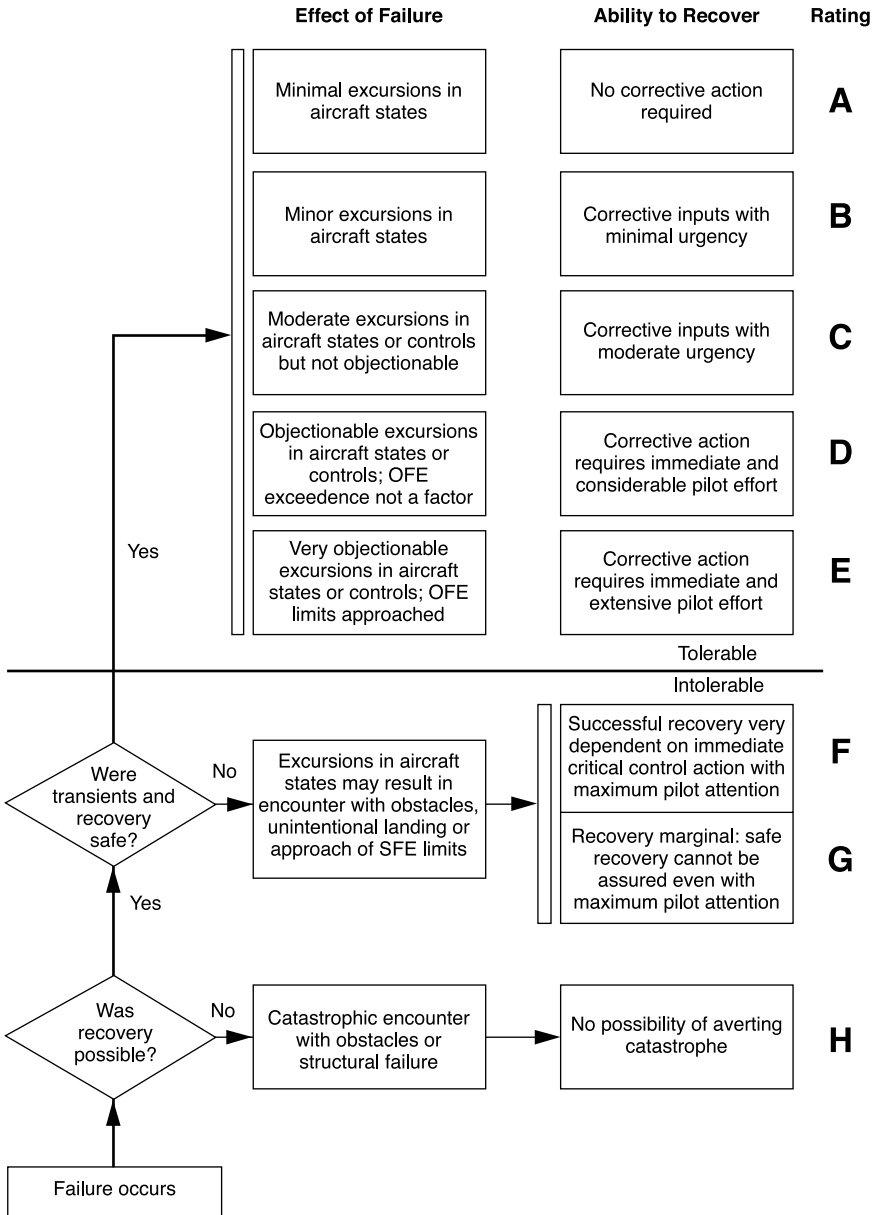 Effect of Failure
Ability to Recover
Rating
Minimal excursions in
aircraft states
No corrective action
required
A
Minor excursions in
aircraft states
Corrective inputs with
minimal urgency
B
Moderate excursions in
aircraft states or controls
but not objectionable
Corrective inputs with
moderate urgency
C
Objectionable excursions
in aircraft states or
controls; OFE
exceedence not a factor
Corrective action
requires immediate and
considerable pilot effort
D
Yes
Very objectionable
excursions in aircraft
states or controls; OFE
limits approached
Corrective action
requires immediate and
extensive pilot effort
E
Tolerable
Intolerable
Were
transients and
recovery
safe?
No
Excursions in aircraft
states may result in
encounter with obstacles,
unintentional landing or
approach of SFE limits
Successful recovery very
dependent on immediate
critical control action with
maximum pilot attention
F
Recovery marginal: safe
recovery cannot be
assured even with
maximum pilot attention
G
Yes
Was
recovery
possible?
No
Catastrophic encounter
with obstacles or
structural failure
No possibility of averting
catastrophe
H
Failure occurs